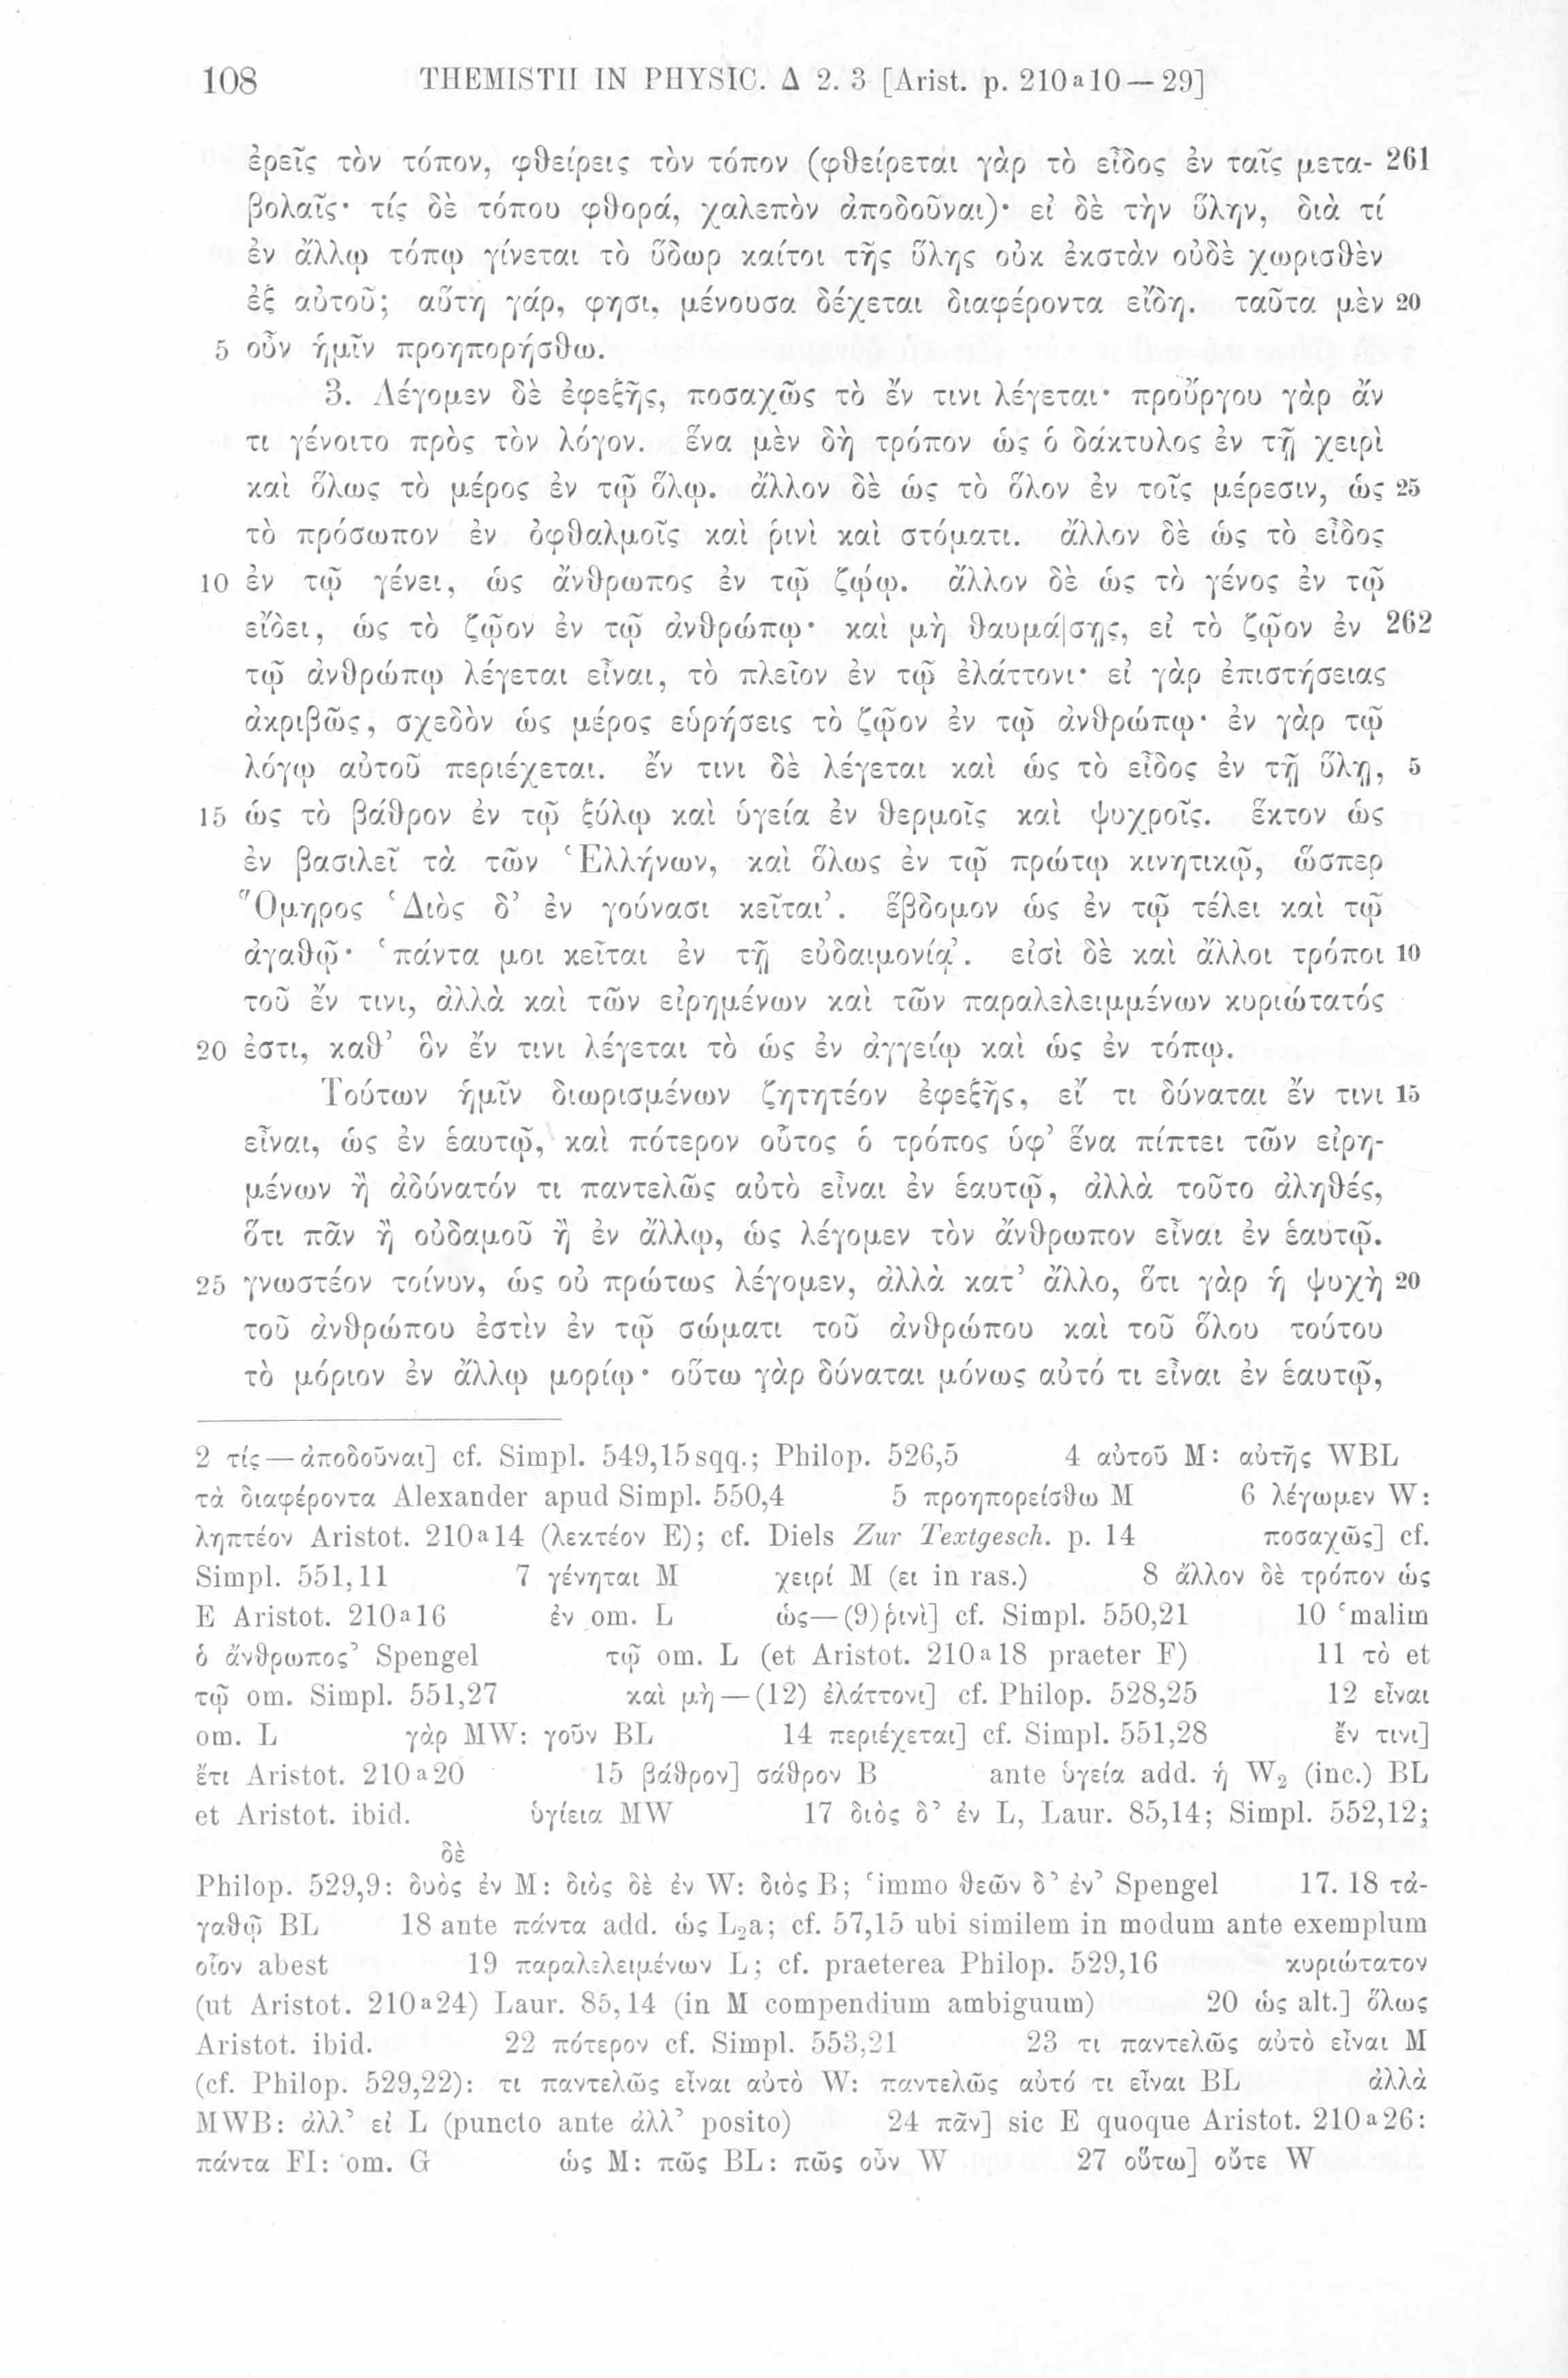 108 THEMISTII IN PHYSIC. Δ 2. 3 [Arist. p. 210a10 — 29]
ἐρεῖς τὸν τόπον, φθείρεις τὸν τόπον (φθείρεται γὰρ τὸ εἶδος ἐν ταῖς μετα- 261
βολαῖς· τίς δὲ τόπου φθορά, χαλεπὸν ἀποδοῦναι)· εἰ δὲ τὴν ὕλην, διὰ τί
ἐν ἄλλῳ τόπῳ γίνεται τὸ ὕδωρ καίτοι τῆς ὕλης οὐκ ἐκστὰν οὐδὲ χωρισθὲν
ἐξ αὐτοῦ; αὕτη γάρ, φησι, μένουσα δέχεται διαφέροντα εἴδη. ταῦτα μὲν 20
5 οὖν ἡμῖν προηπορήσθω.
3. Λέγομεν δὲ ἐφεξῆς, ποσαχῶς τὸ ἔν τινι λέγεται· προὔργου γὰρ ἄν
τι γένοιτο πρὸς τὸν λόγον. ἕνα μὲν δὴ τρόπον ὡς ὁ δάκτυλος ἐν τῇ χειρὶ
καὶ ὅλως τὸ μέρος ἐν τῷ ὅλῳ. ἄλλον δὲ ὡς τὸ ὅλον ἐν τοῖς μέρεσιν, ὡς 25
τὸ πρόσωπον ἐν ὀφθαλμοῖς καὶ ῥινὶ καὶ στόματι. ἄλλον δὲ ὡς τὸ εἶδος
10 ἐν τῷ γένει, ὡς ἄνθρωπος ἐν τῷ ζῴῳ. ἄλλον δὲ ὡς τὸ γένος ἐν τῷ
εἴδει, ὡς τὸ ζῷον ἐν τῷ ἀνθρώπῳ· καὶ μὴ θαυμά|σῃς, εἰ τὸ ζῷον ἐν 262
τῷ ἀνθρώπῳ λέγεται εἶναι, τὸ πλεῖον ἐν τῷ ἐλάττονι· εἰ γὰρ ἐπιστήσειας
ἀκριβῶς, σχεδὸν ὡς μέρος εὑρήσεις τὸ ζῷον ἐν τῷ ἀνθρώπῳ· ἐν γὰρ τῷ
λόγῳ αὐτοῦ περιέχεται. ἔν τινι δὲ λέγεται καὶ ὡς τὸ εἶδος ἐν τῇ ὕλῃ, 5
15 ὡς τὸ βάθρον ἐν τῷ ξύλῳ καὶ ὑγεία ἐν θερμοῖς καὶ ψυχροῖς. ἕκτον ὡς
ἐν βασιλεῖ τὰ τῶν Ἑλλήνων, καὶ ὅλως ἐν τῷ πρώτῳ κινητικῷ, ὥσπερ
Ὅμηρος ‘Διὸς δ’ ἐν γούνασι κεῖται’. ἕβδομον ὡς ἐν τῷ τέλει καὶ τῷ
ἀγαθῷ· ‘πάντα μοι κεῖται ἐν τῇ εὐδαιμονίᾳ’. εἰσὶ δὲ καὶ ἄλλοι τρόποι 10
τοῦ ἔν τινι, ἀλλὰ καὶ τῶν εἰρημένων καὶ τῶν παραλελειμμένων κυριώτατός
20 ἐστι, καθ’ ὃν ἔν τινι λέγεται τὸ ὡς ἐν ἀγγείῳ καὶ ὡς ἐν τόπῳ.
Τούτων ἡμῖν διωρισμένων ζητητέον ἐφεξῆς, εἴ τι δύναται ἔν τινι 15
εἶναι, ὡς ἐν ἑαυτῷ, καὶ πότερον οὗτος ὁ τρόπος ὑφ’ ἕνα πίπτει τῶν εἰρη-
μένων ἢ ἀδύνατόν τι παντελῶς αὐτὸ εἶναι ἐν ἑαυτῷ, ἀλλὰ τοῦτο ἀληθές,
ὅτι πᾶν ἢ οὐδαμοῦ ἢ ἐν ἄλλῳ, ὡς λέγομεν τὸν ἄνθρωπον εἶναι ἐν ἑαυτῷ.
25 γνωστέον τοίνυν, ὡς οὐ πρώτως λέγομεν, ἀλλὰ κατ’ ἄλλο, ὅτι γὰρ ἡ ψυχὴ 20
τοῦ ἀνθρώπου ἐστὶν ἐν τῷ σώματι τοῦ ἀνθρώπου καὶ τοῦ ὅλου τούτου
τὸ μόριον ἐν ἄλλῳ μορίῳ· οὕτω γὰρ δύναται μόνως αὐτό τι εἶναι ἐν ἑαυτῷ,
2 τίς — ἀποδοῦναι] cf. Simpl. 549,15 sqq.; Philop. 526,5 4 αὐτοῦ M: αὐτῆς WBL
τὰ διαφέροντα Alexander apud Simpl. 550,4 5 προηπορείσθω M 6 λέγωμεν W:
ληπτέον Aristot. 210a14 (λεκτέον E); cf. Diels Zur Textgesch. p. 14 ποσαχῶς] cf.
Simpl. 551,11 7 γένηται M χειρί M (ει in ras.) 8 ἄλλον δὲ τρόπον ὡς
E Aristot. 210a16 ἐν om. L ὡς — (9) ῥινὶ] cf. Simpl. 550,21 10 ‘malim
ὁ ἄνθρωπος’ Spengel τῷ om. L (et Aristot. 210a18 praeter F) 11 τὸ et
τῷ om. Simpl. 551,27 καὶ μὴ — (12) ἐλάττονι] cf. Philop. 528,25 12 εἶναι
om. L γὰρ MW: γοῦν BL 14 περιέχεται] cf. Simpl. 551,28 ἔν τινι]
ἔτι Aristot. 210a20 15 βάθρον] σάθρον B ante ὑγεία add. ἡ W2 (inc.) BL
et Aristot. ibid. ὑγίεια MW 17 διὸς δ’ ἐν L, Laur. 85,14; Simpl. 552,12;
δὲ
Philop. 529,9: δυὸς ἐν M: διὸς δὲ ἐν W: διὸς B; ‘immo θεῶν δ’ ἐν’ Spengel 17. 18 τἀ-
γαθῷ BL 18 ante πάντα add. ὡς L2a; cf. 57,15 ubi similem in modum ante exemplum
οἷον abest 19 παραλελειμένων L; cf. praeterea Philop. 529,16 κυριώτατον
(ut Aristot. 210a24) Laur. 85,14 (in M compendium ambiguum) 20 ὡς alt.] ὅλως
Aristot. ibid. 22 πότερον cf. Simpl. 553,21 23 τι παντελῶς αὐτὸ εἶναι M
(cf. Philop. 529,22): τι παντελῶς εἶναι αὐτὸ W: παντελῶς αὐτό τι εἶναι BL ἀλλὰ
MWB: ἀλλ’ εἰ L (puncto ante ἀλλ’ posito) 24 πᾶν] sic E quoque Aristot. 210a26:
πάντα FI: om. G ὡς M: πῶς BL: πῶς οὖν W 27 οὕτω] οὔτε W